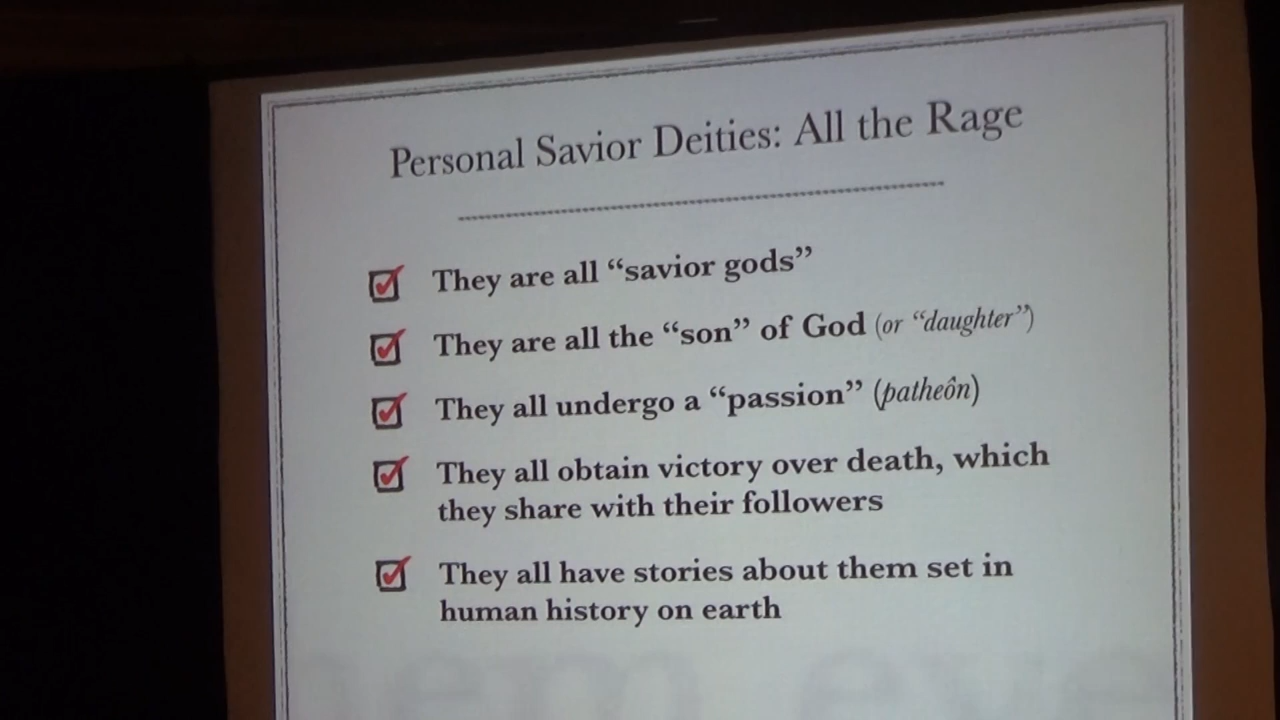 Personal Savior Deities: All the Rage
They are all “savior gods”
They are all the “son” of God (or “daughter”)
They all undergo a “passion” (patheôn)
They all obtain victory over death, which
they share with their followers
They all have stories about them set in
human history on earth